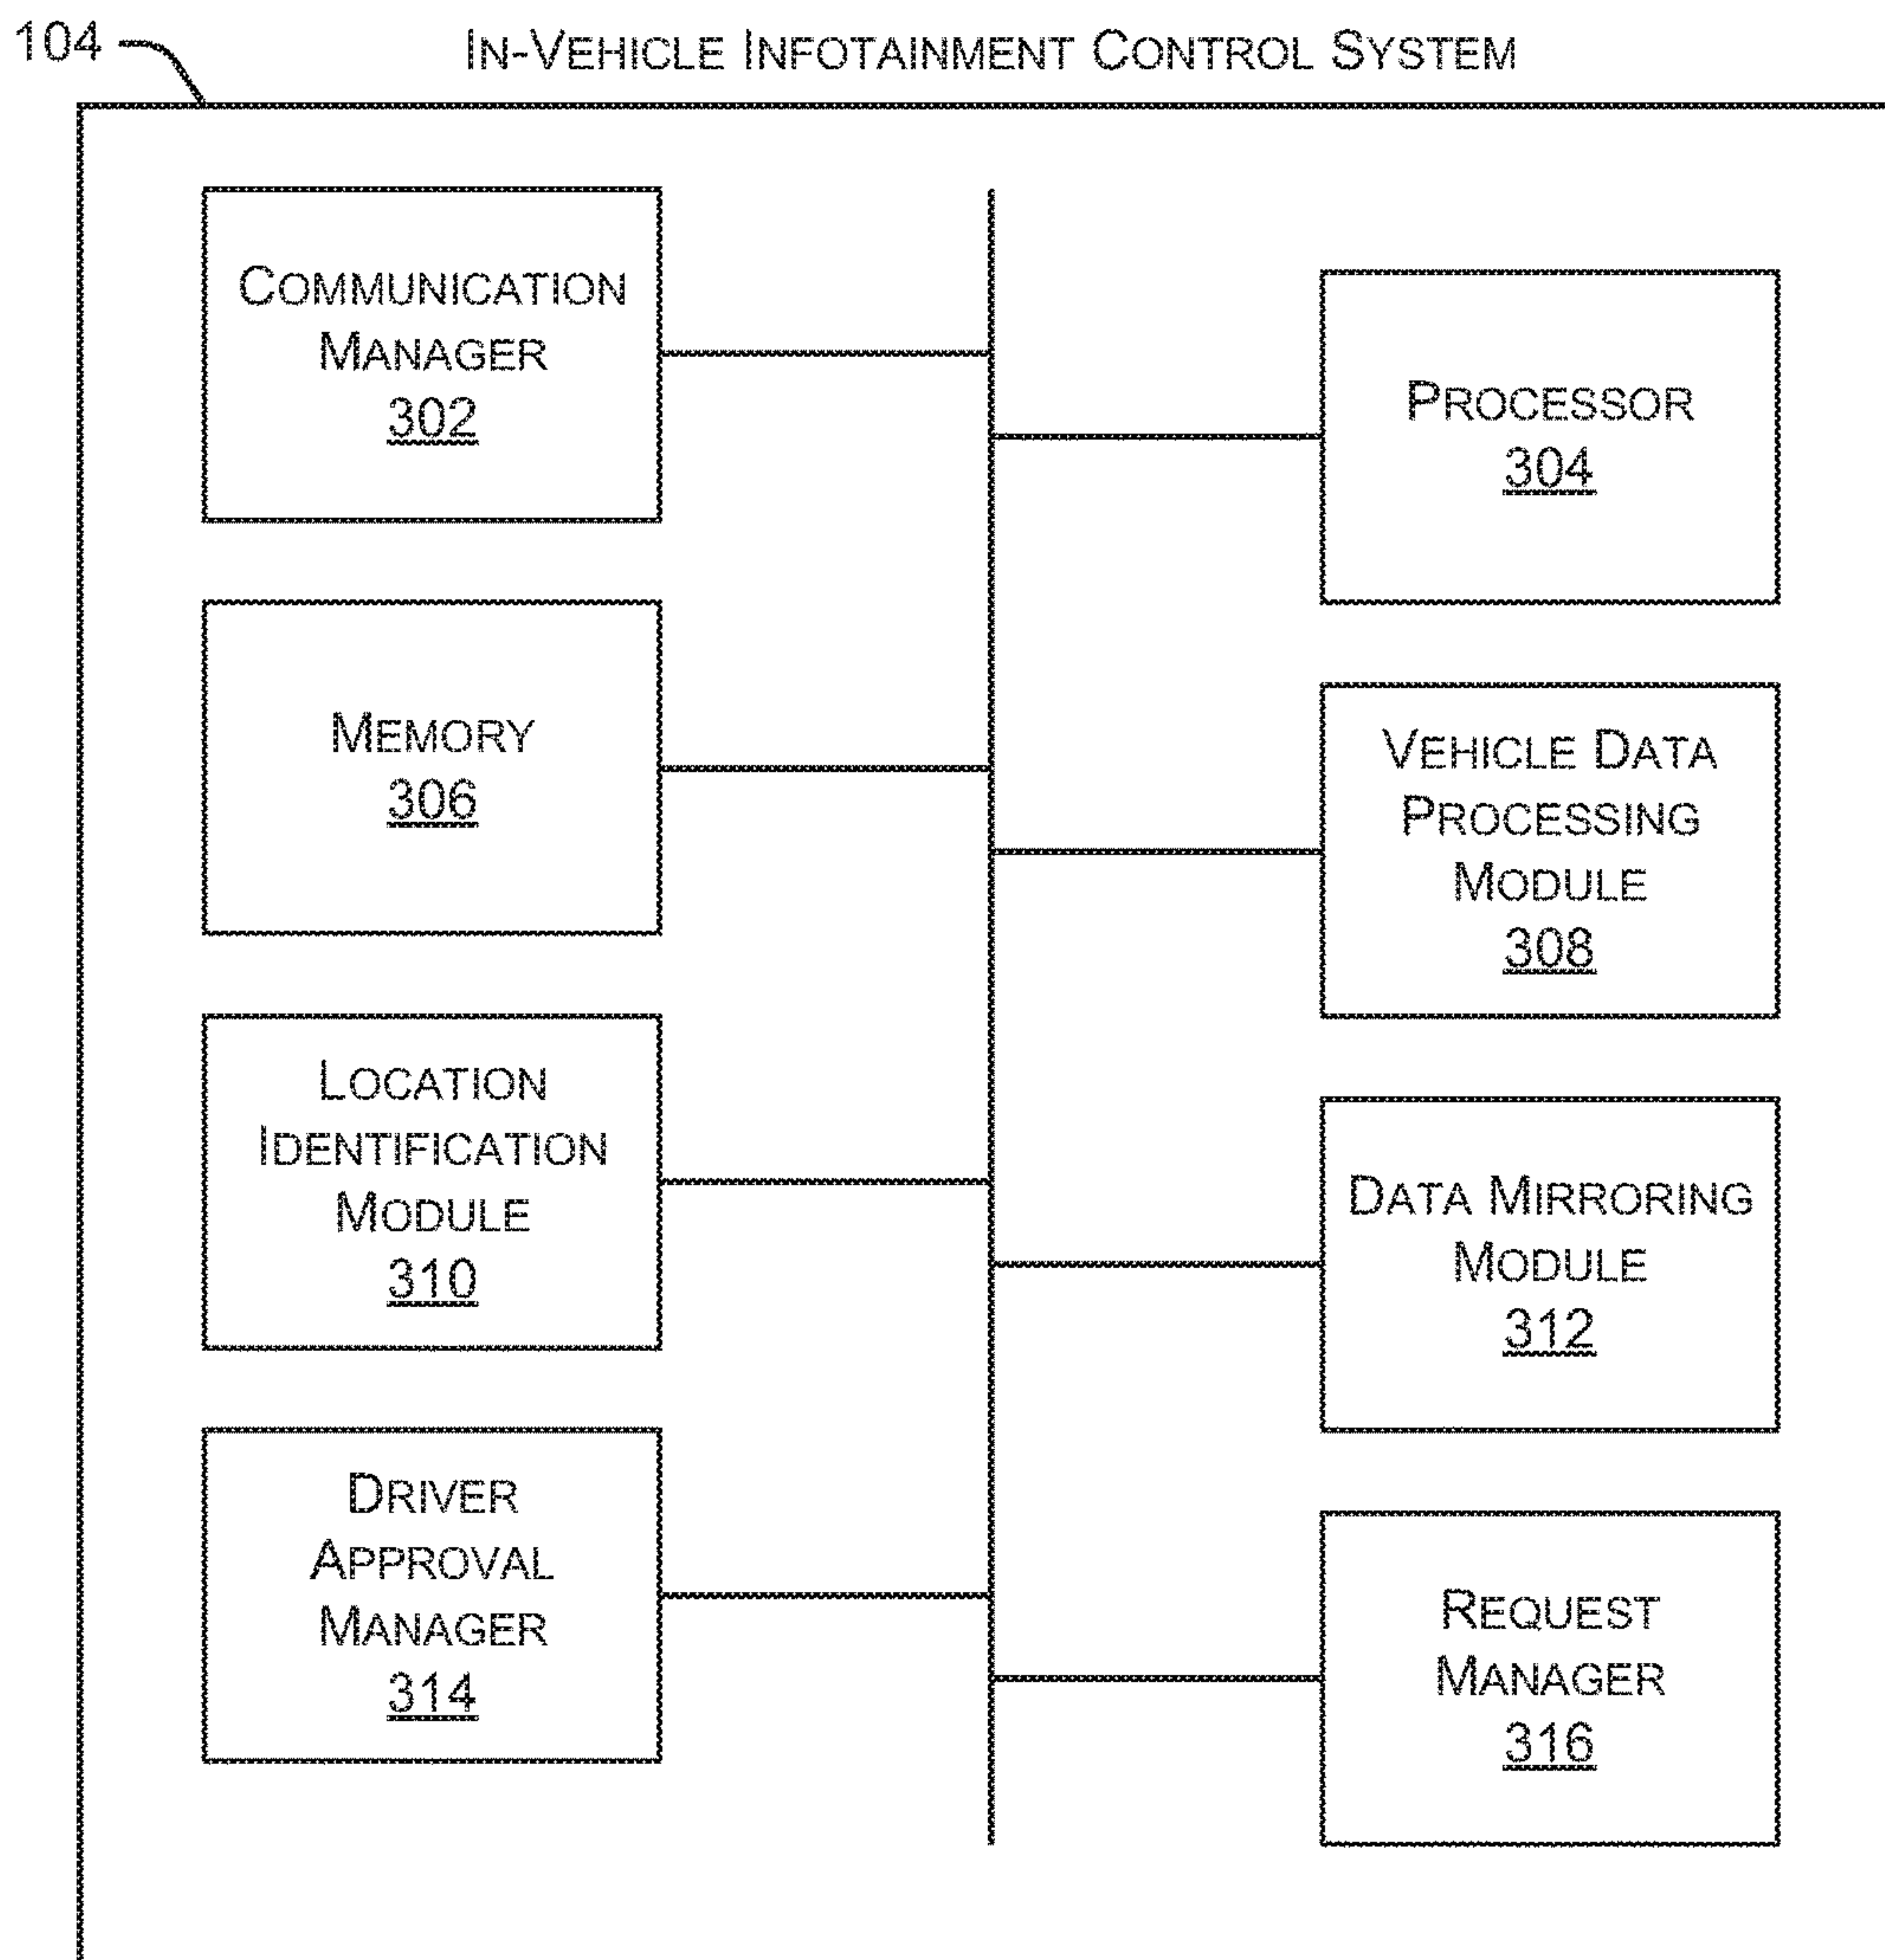 104
IN-VEHICLE INFOTAINMENT CONTROL SYSTEM
COMMUNICATION
MANAGER
302
PROCESSOR
304
MEMORY
306
VEHICLE DATA
PROCESSING
MODULE
308
LOCATION
IDENTIFICATION
MODULE
310
DATA MIRRORING
MODULE
312
DRIVER
APPROVAL
MANAGER
314
REQUEST
MANAGER
316